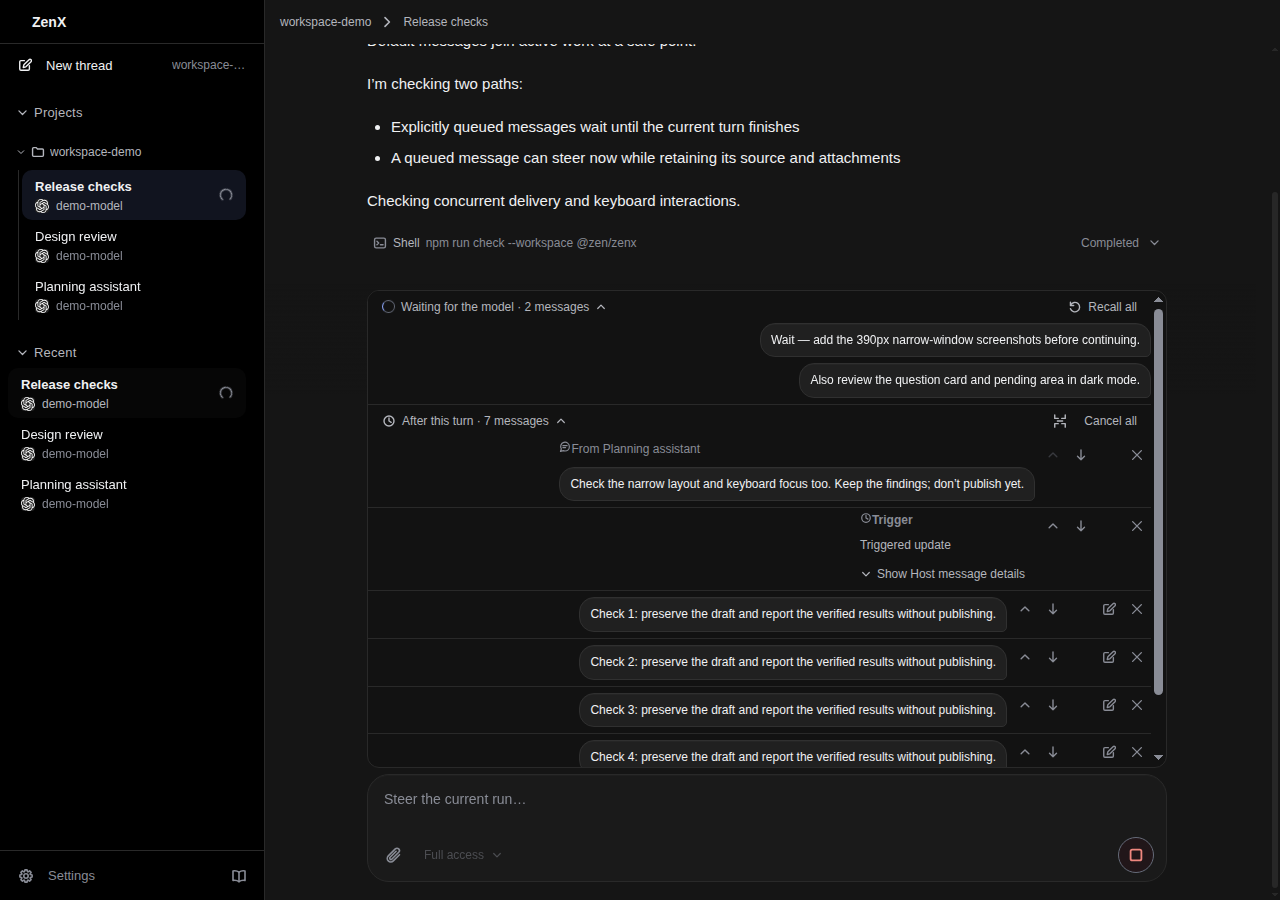 ZenX
New thread
workspace-…
Projects
workspace-demo
Release checks
demo-model
Design review
demo-model
Planning assistant
demo-model
Recent
Release checks
demo-model
Design review
demo-model
Planning assistant
demo-model
Settings
workspace-demo
Release checks
Default messages join active work at a safe point.
I’m checking two paths:
Explicitly queued messages wait until the current turn finishes
A queued message can steer now while retaining its source and attachments
Checking concurrent delivery and keyboard interactions.
Shell npm run check --workspace @zen/zenx
Completed
Waiting for the model · 2 messages
Recall all
Wait — add the 390px narrow-window screenshots before continuing.
Also review the question card and pending area in dark mode.
After this turn · 7 messages
Cancel all
From Planning assistant
Check the narrow layout and keyboard focus too. Keep the findings; don’t publish yet.
Trigger
Triggered update
Show Host message details
Check 1: preserve the draft and report the verified results without publishing.
Check 2: preserve the draft and report the verified results without publishing.
Check 3: preserve the draft and report the verified results without publishing.
Check 4: preserve the draft and report the verified results without publishing.
Steer the current run…
Full access